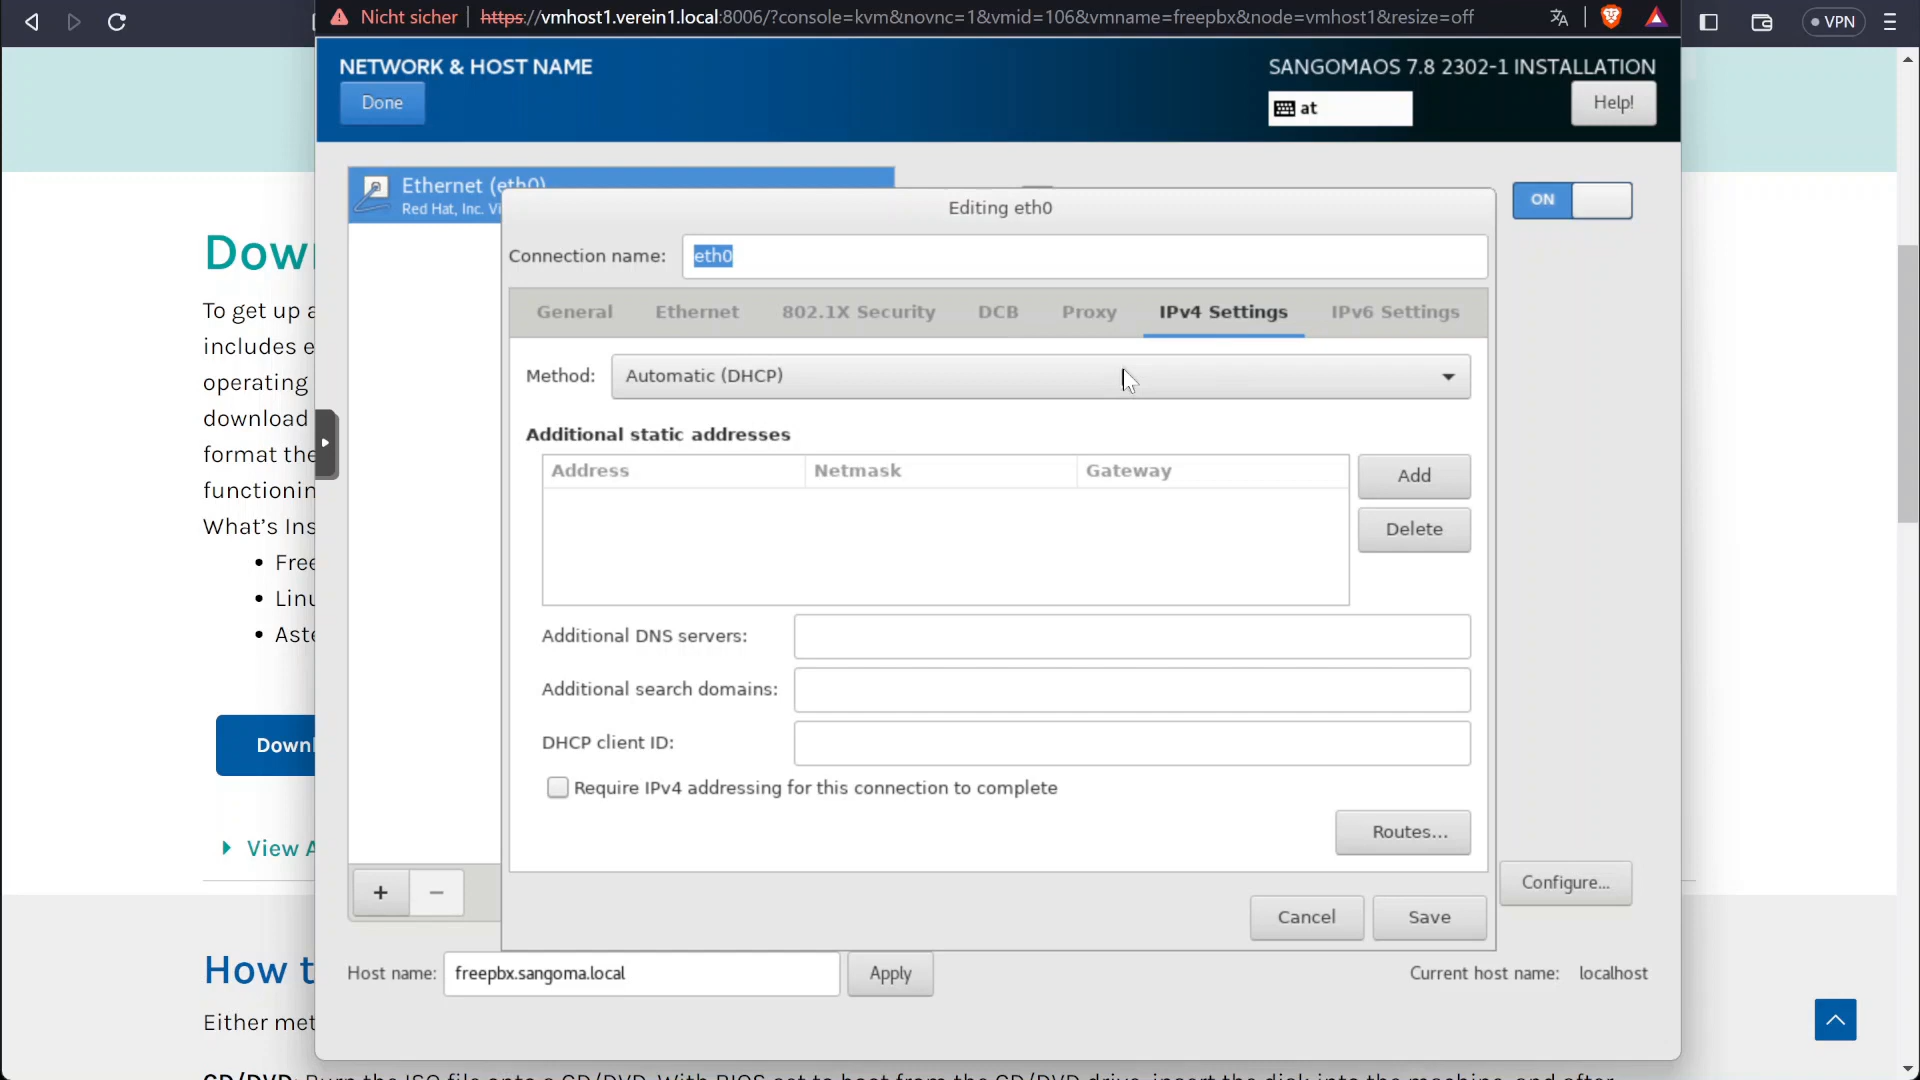 Nicht sicher
https://vmhost1.verein1.local:8006/?console=kvm&novnc=1&vmid=106&vmname=freepbx&node=vmhost1&resize=off
VPN
NETWORK & HOST NAME
SANGOMAOS 7.8 2302-1 INSTALLATION
Done
at
Help!
Ethernet (eth0)
Red Hat, Inc. Vi
ON
Editing eth0
Connection name: eth0
General Ethernet 802.1X Security DCB Proxy IPv4 Settings IPv6 Settings
Method: Automatic (DHCP)
Additional static addresses
Address Netmask Gateway
Add
Delete
Additional DNS servers:
Additional search domains:
DHCP client ID:
Require IPv4 addressing for this connection to complete
Routes...
Configure...
Cancel Save
Host name: freepbx.sangoma.local Apply
Current host name: localhost
Down
To get up a
includes e
operating
download
format the
functionin
What's Ins
Free
Linu
Aste
Downl
View A
How t
Either met